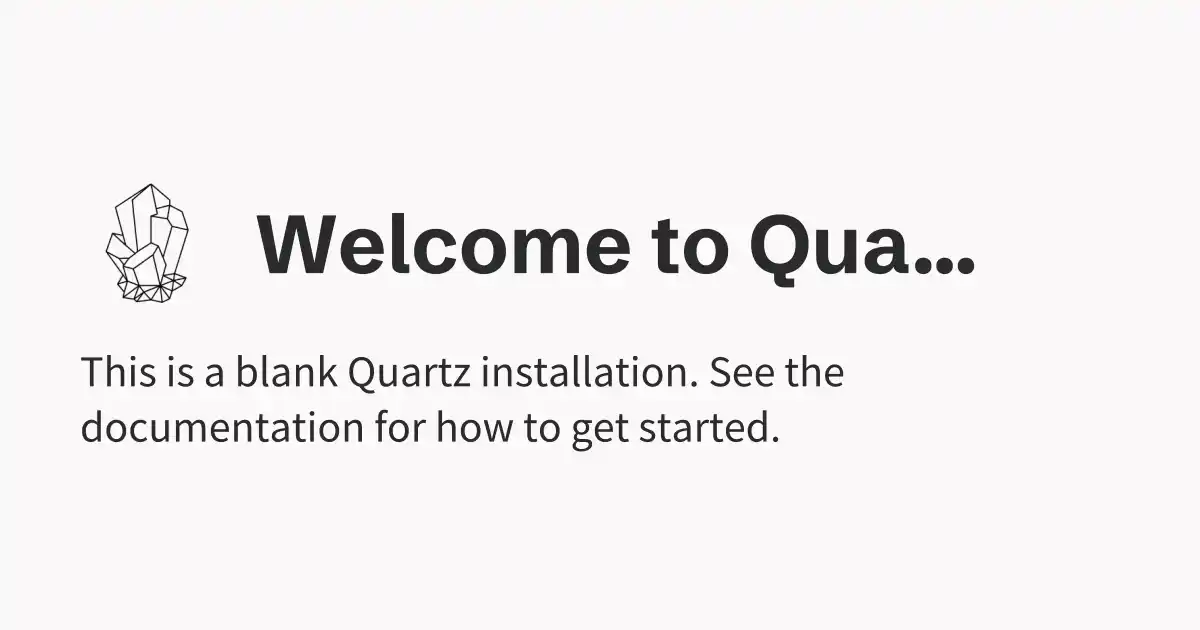 Welcome to Qua...
This is a blank Quartz installation. See the
documentation for how to get started.